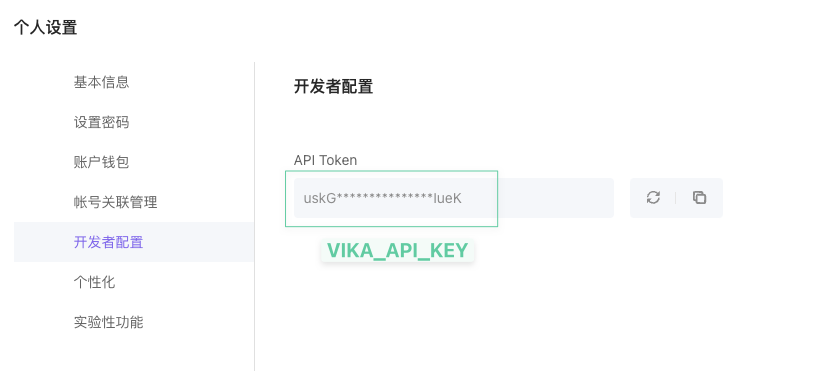 个人设置
基本信息
设置密码
账户钱包
帐号关联管理
开发者配置
个性化
实验性功能
开发者配置
API Token
uskG***************lueK
VIKA_API_KEY